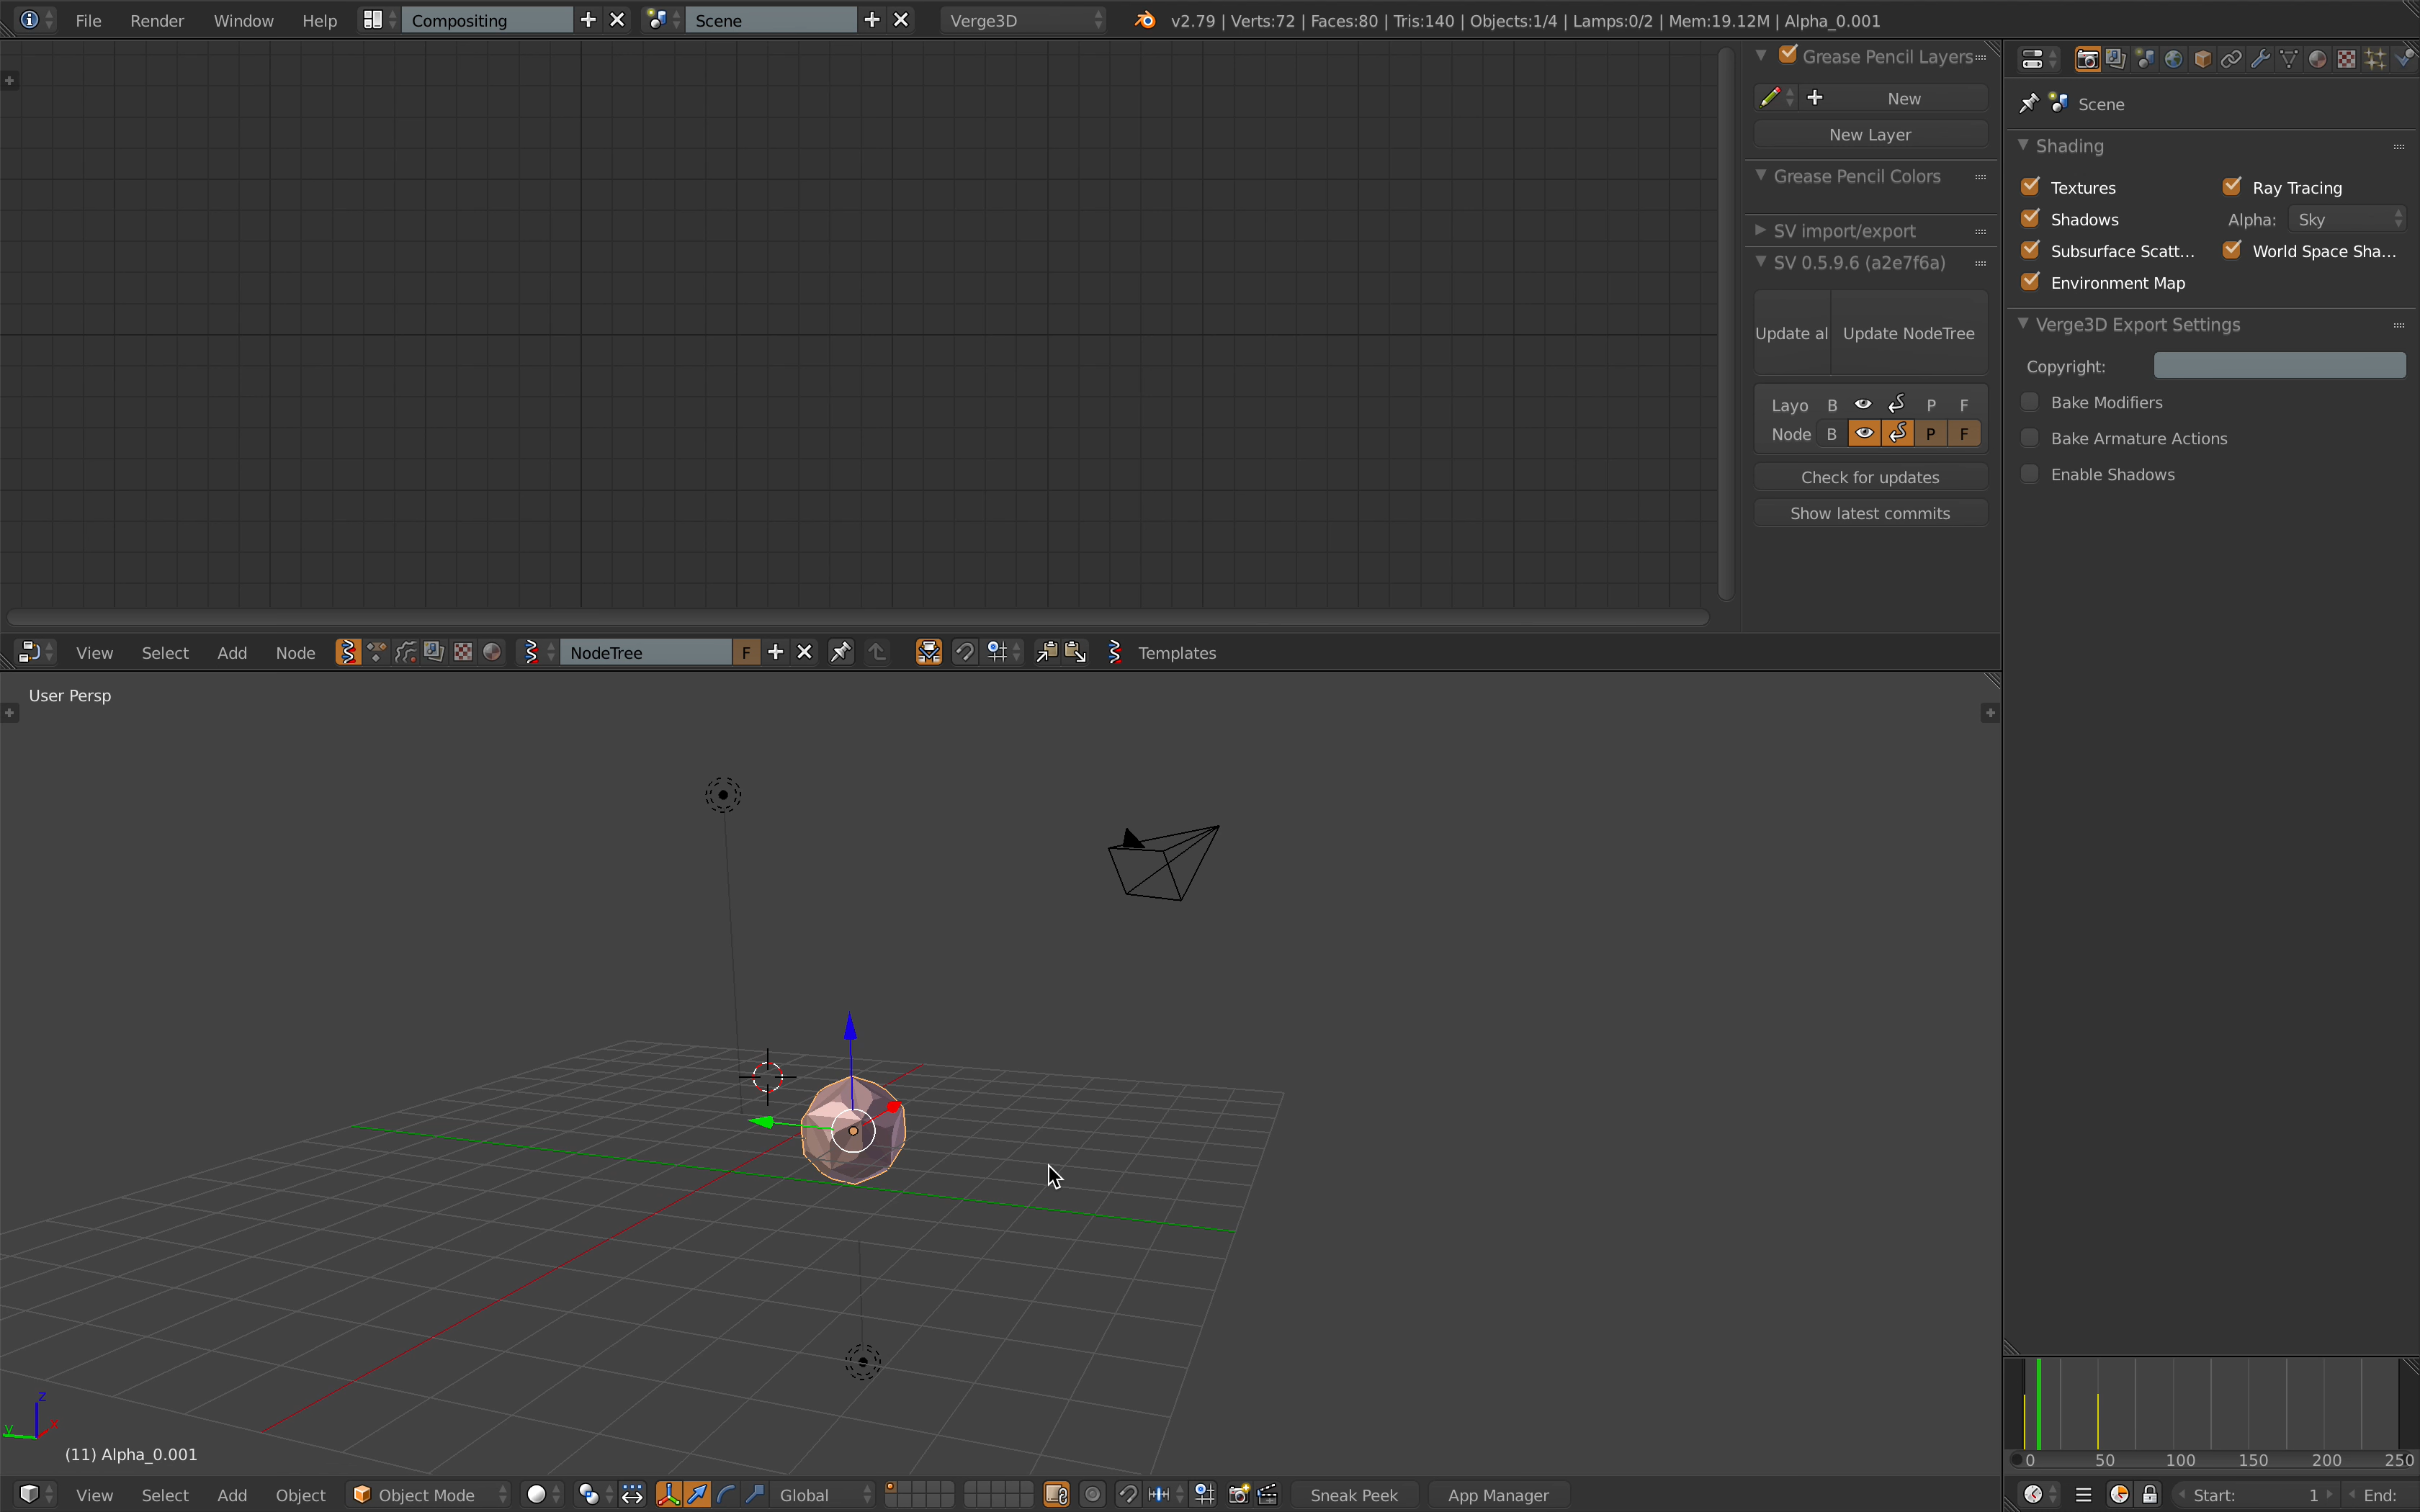 File Render Window Help Compositing Scene Verge3D v2.79 | Verts:72 | Faces:80 | Tris:140 | Objects:1/4 | Lamps:0/2 | Mem:19.12M | Alpha_0.001
Grease Pencil Layers
New
New Layer
Grease Pencil Colors
SV import/export
SV 0.5.9.6 (a2e7f6a)
Update al Update NodeTree
Layo B P F
Node B P F
Check for updates
Show latest commits
Scene
Shading
Textures Ray Tracing
Shadows Alpha: Sky
Subsurface Scatt... World Space Sha...
Environment Map
Verge3D Export Settings
Copyright:
Bake Modifiers
Bake Armature Actions
Enable Shadows
View Select Add Node NodeTree F Templates
User Persp
z
y x
(11) Alpha_0.001
0 50 100 150 200 250
View Select Add Object Object Mode Global Sneak Peek App Manager
Start: 1 End: